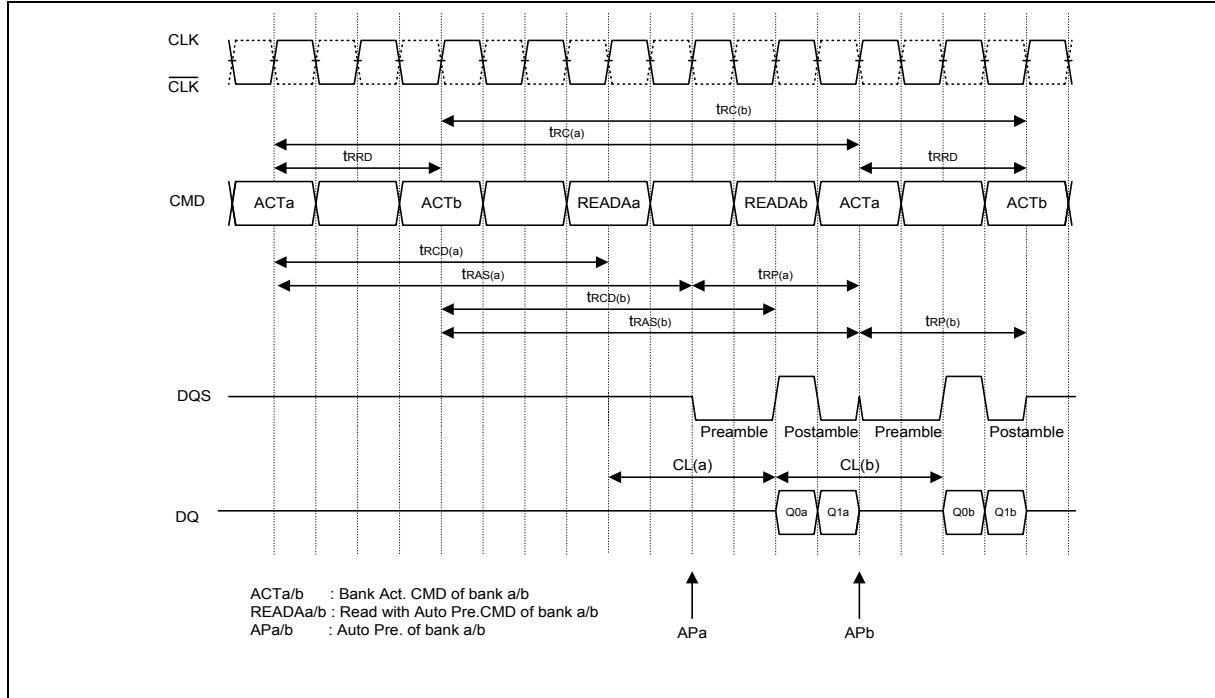 CLK
CLK
tRC(b)
tRC(a)
tRRD tRRD
CMD ACTa ACTb READAa READAb ACTa ACTb
tRCD(a)
tRAS(a) tRP(a)
tRCD(b)
tRAS(b) tRP(b)
DQS
Preamble Postamble Preamble Postamble
CL(a) CL(b)
DQ Q0a Q1a Q0b Q1b
ACTa/b : Bank Act. CMD of bank a/b
READAa/b : Read with Auto Pre.CMD of bank a/b
APa/b : Auto Pre. of bank a/b
APa APb